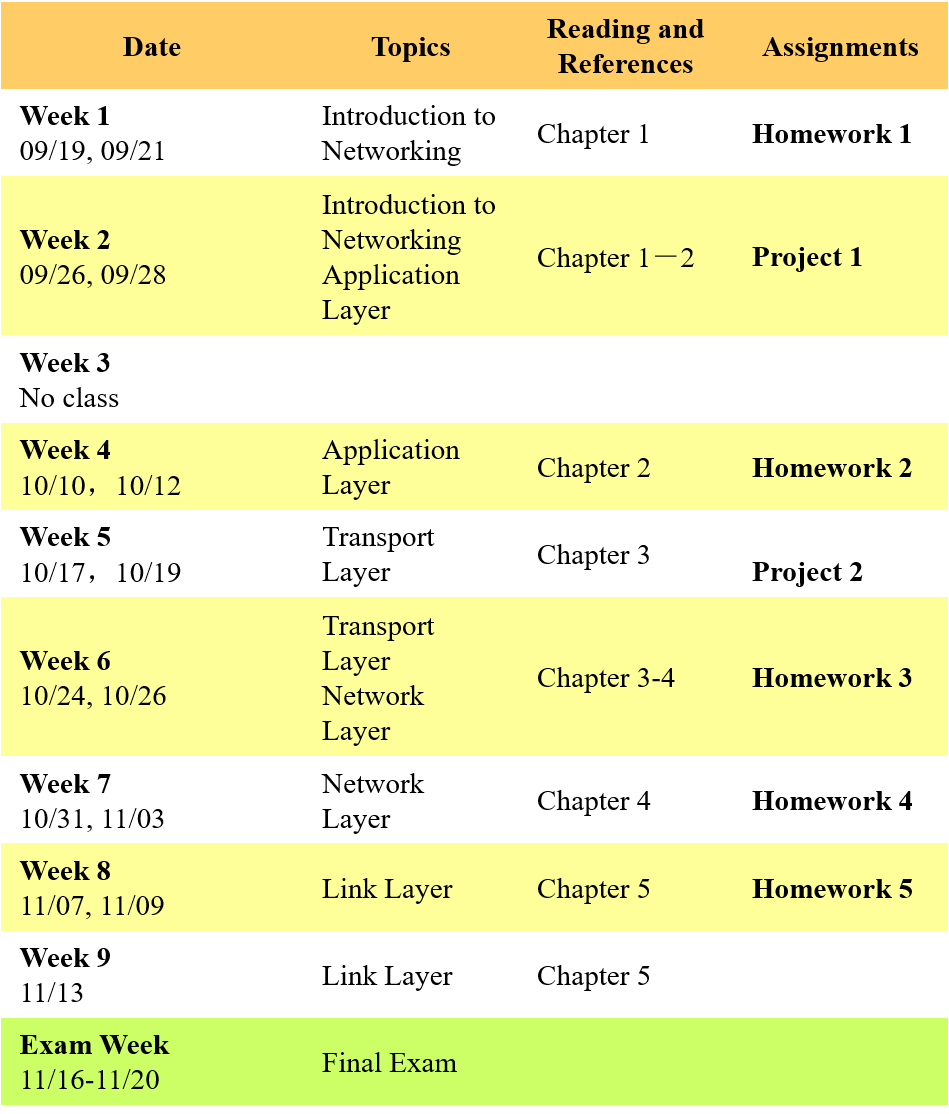 Date Topics Reading and References Assignments
Week 1
09/19, 09/21
Introduction to
Networking
Chapter 1
Homework 1
Week 2
09/26, 09/28
Introduction to
Networking
Application
Layer
Chapter 1－2
Project 1
Week 3
No class
Week 4
10/10，10/12
Application
Layer
Chapter 2
Homework 2
Week 5
10/17，10/19
Transport
Layer
Chapter 3
Project 2
Week 6
10/24, 10/26
Transport
Layer
Network
Layer
Chapter 3-4
Homework 3
Week 7
10/31, 11/03
Network
Layer
Chapter 4
Homework 4
Week 8
11/07, 11/09
Link Layer
Chapter 5
Homework 5
Week 9
11/13
Link Layer
Chapter 5
Exam Week
11/16-11/20
Final Exam